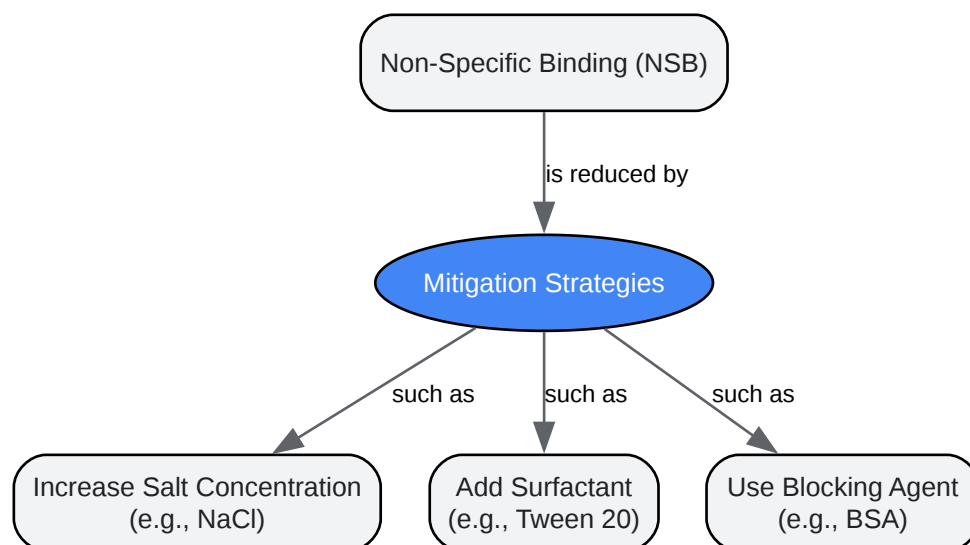 Non-Specific Binding (NSB)
is reduced by
Mitigation Strategies
such as
such as
such as
Increase Salt Concentration
(e.g., NaCl)
Add Surfactant
(e.g., Tween 20)
Use Blocking Agent
(e.g., BSA)